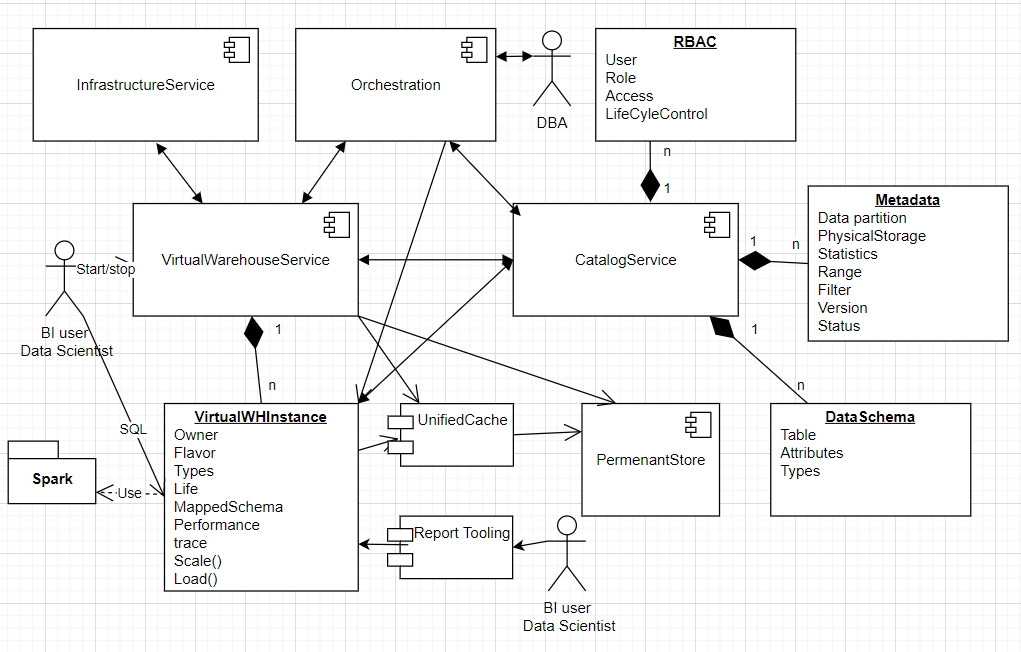 InfrastructureService
Orchestration
DBA
RBAC
User
Role
Access
LifeCyleControl
n
1
VirtualWarehouseService
CatalogService
1
n
Metadata
Data partition
PhysicalStorage
Statistics
Range
Filter
Version
Status
Start/stop
BI user
Data Scientist
1
n
1
n
SQL
VirtualWHInstance
Owner
Flavor
Types
Life
MappedSchema
Performance
trace
Scale()
Load()
UnifiedCache
PermenantStore
DataSchema
Table
Attributes
Types
Spark
Use
Report Tooling
BI user
Data Scientist